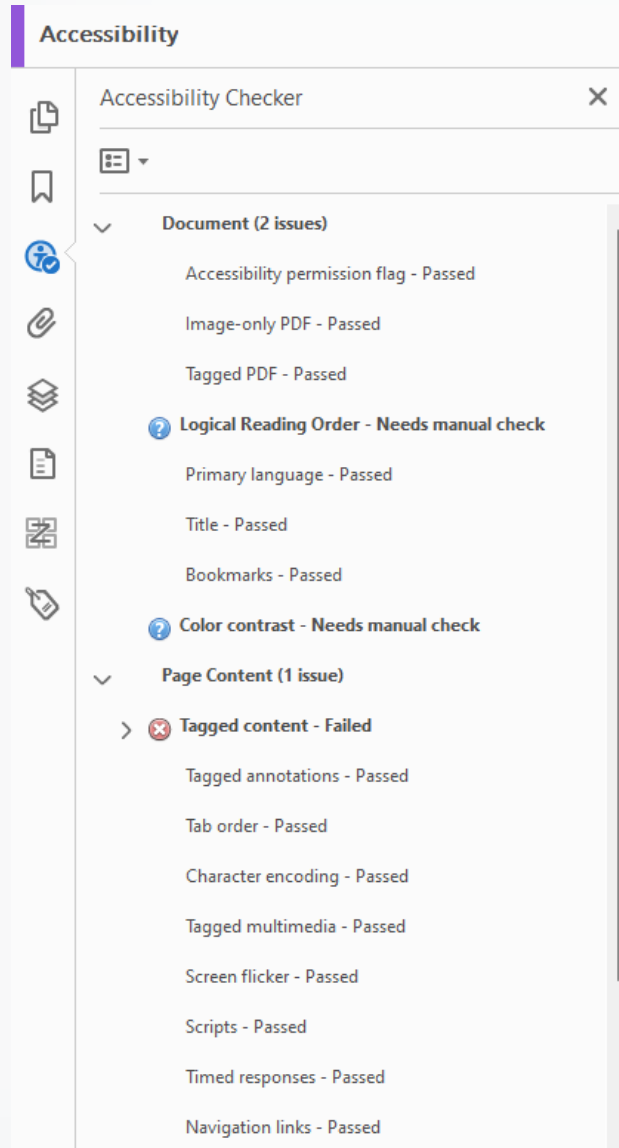 Accessibility
Accessibility Checker
Document (2 issues)
Accessibility permission flag - Passed
Image-only PDF - Passed
Tagged PDF - Passed
Logical Reading Order - Needs manual check
Primary language - Passed
Title - Passed
Bookmarks - Passed
Color contrast - Needs manual check
Page Content (1 issue)
Tagged content - Failed
Tagged annotations - Passed
Tab order - Passed
Character encoding - Passed
Tagged multimedia - Passed
Screen flicker - Passed
Scripts - Passed
Timed responses - Passed
Navigation links - Passed